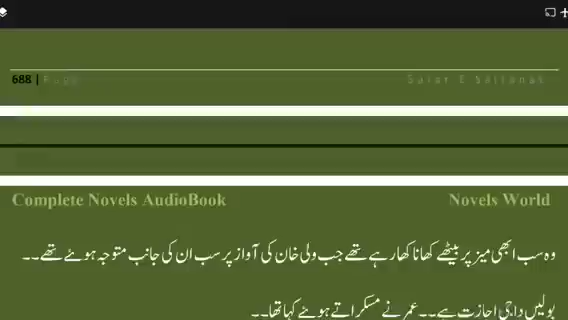 688 | Page
Salar E Saltanat
Complete Novels AudioBook
Novels World
وہ سب ابھی میز پر بیٹھے کھانا کھا رہے تھے جب ولی خان کی آواز پر سب ان کی جانب متوجہ ہوئے تھے۔۔
بولیں داجی اجازت ہے۔۔ عمر نے مسکراتے ہوئے کہا تھا۔۔